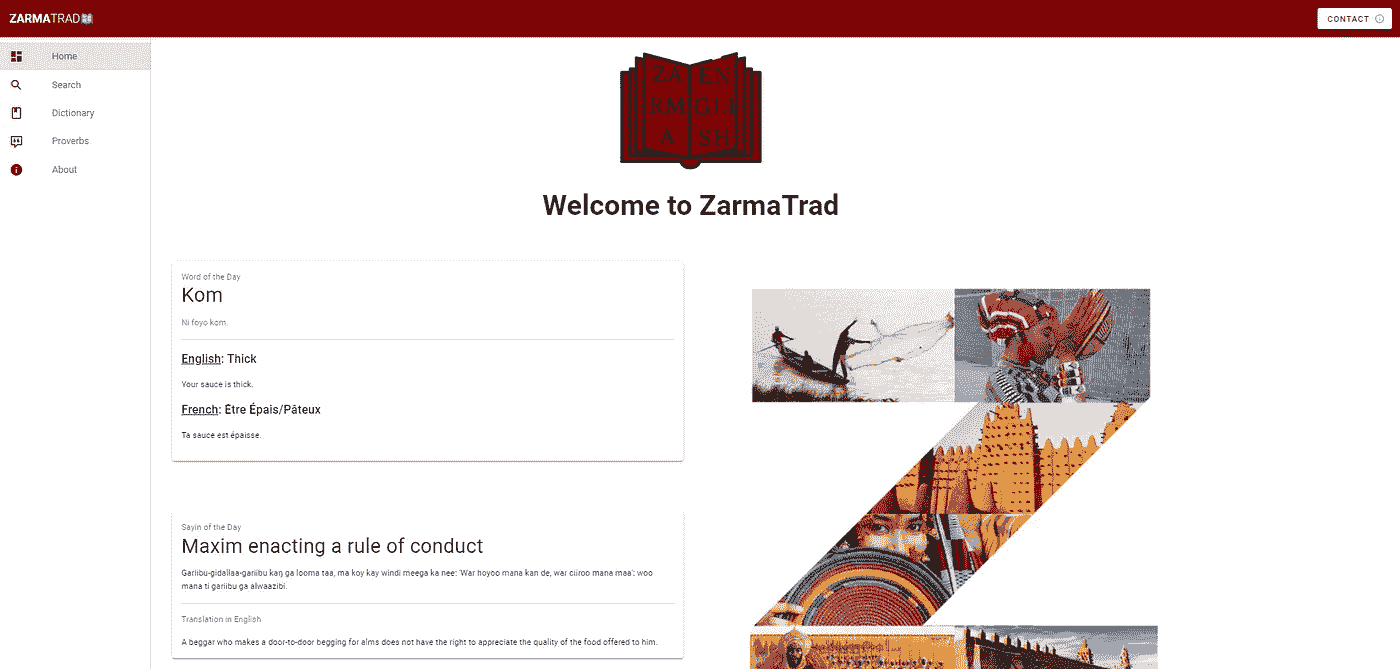 ZARMATRAD
CONTACT
Home
Search
Dictionary
Proverbs
About
ZA EN
RM GLI
A SH
Welcome to ZarmaTrad
Word of the Day
Kom
Ni foyo kom.
English: Thick
Your sauce is thick.
French: Être Épais/Pâteux
Ta sauce est épaisse.
Sayin of the Day
Maxim enacting a rule of conduct
Gariibu-gidallaa-gariibu kaŋ ga looma taa, ma koy kay windi meega ka nee: 'War hoyoo mana kan de, war ciiroo mana maa': woo
mana ti gariibu ga alwaazibi.
Translation in English
A beggar who makes a door-to-door begging for alms does not have the right to appreciate the quality of the food offered to him.